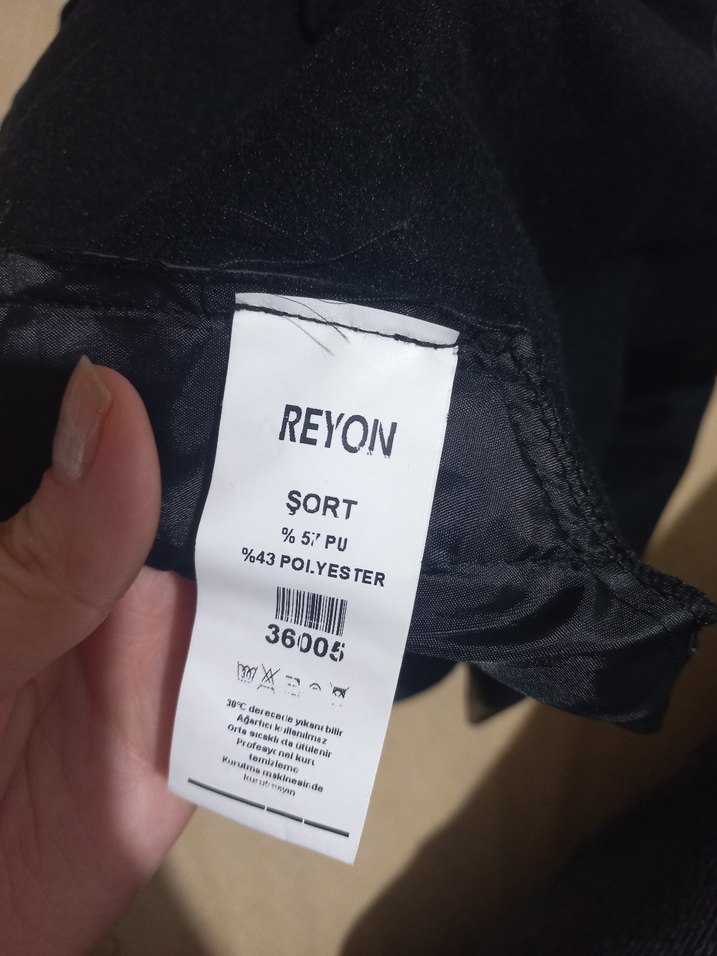 REYON
ŞORT
% 57 PU
%43 POLYESTER
36005
30°C derecede yıkanabilir
Ağartıcı kullanılmaz
Orta sıcaklıkta ütülenir
Profesyonel kuru
temizleme
Kurutma makinesinde
kurutmayın